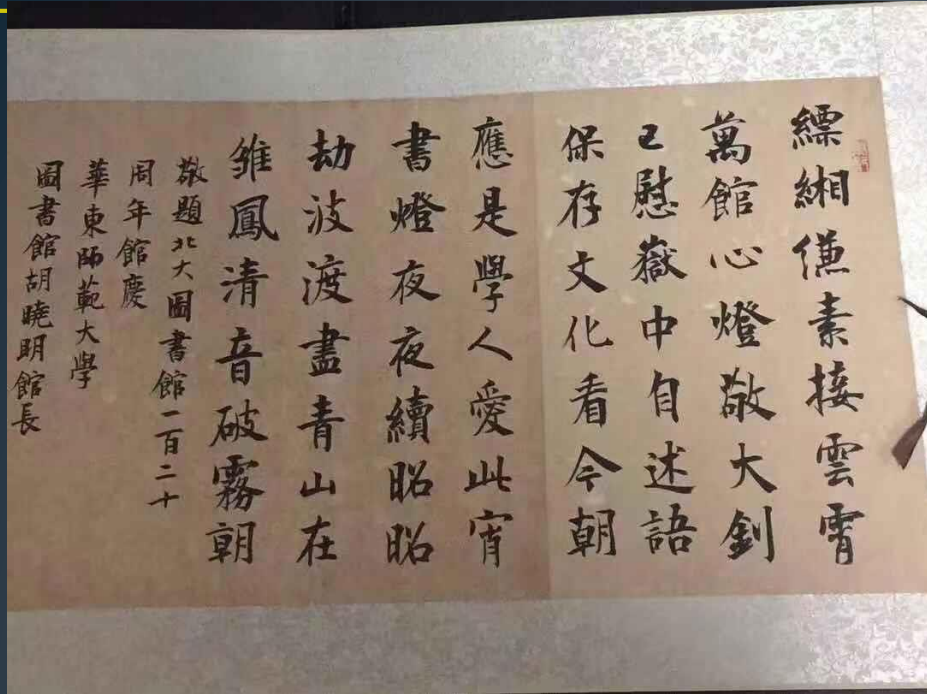 縹緗縑素接雲霄
萬館心燈敬大釗
已慰嶽中自述語
保存文化看今朝
應是學人愛此宵
書燈夜夜續昭昭
劫波渡盡青山在
雏鳳清音破霧朝
敬題北大圖書館一百二十
周年館慶
華東師範大學
圖書館胡曉明館長